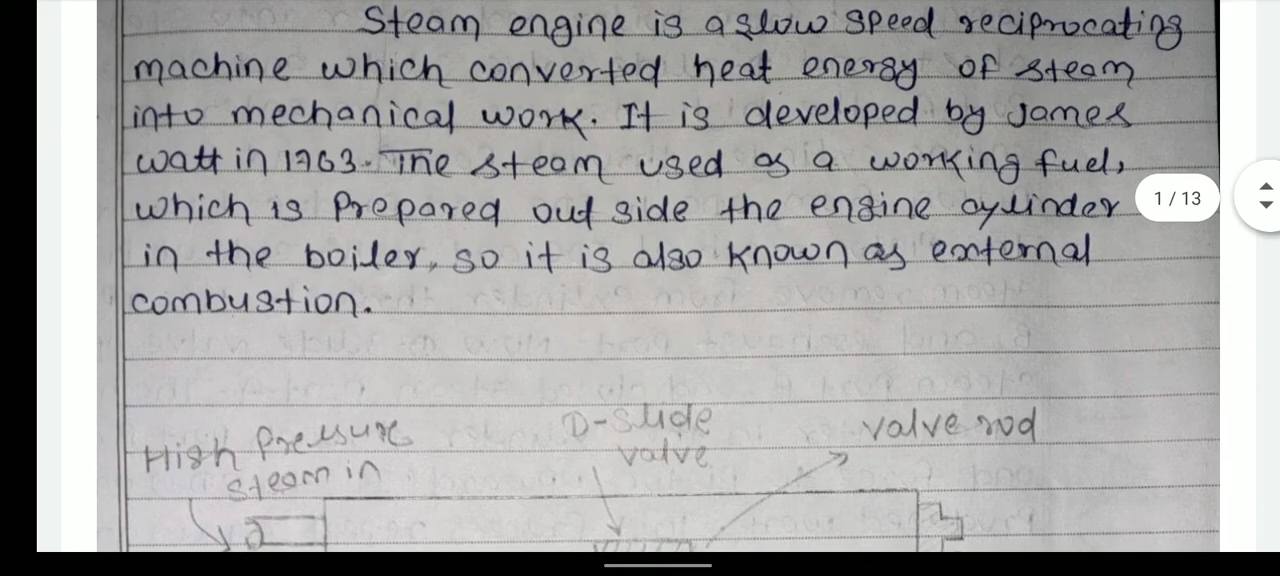 Steam engine is a slow speed reciprocating
machine which converted heat energy of steam
into mechanical work. It is developed by James
watt in 1763. The steam used as a working fuel,
which is prepared out side the engine cylinder
1 / 13
in the boiler, so it is also known as external
combustion.
High Pressure
steam in
D-slide
valve
valve rod